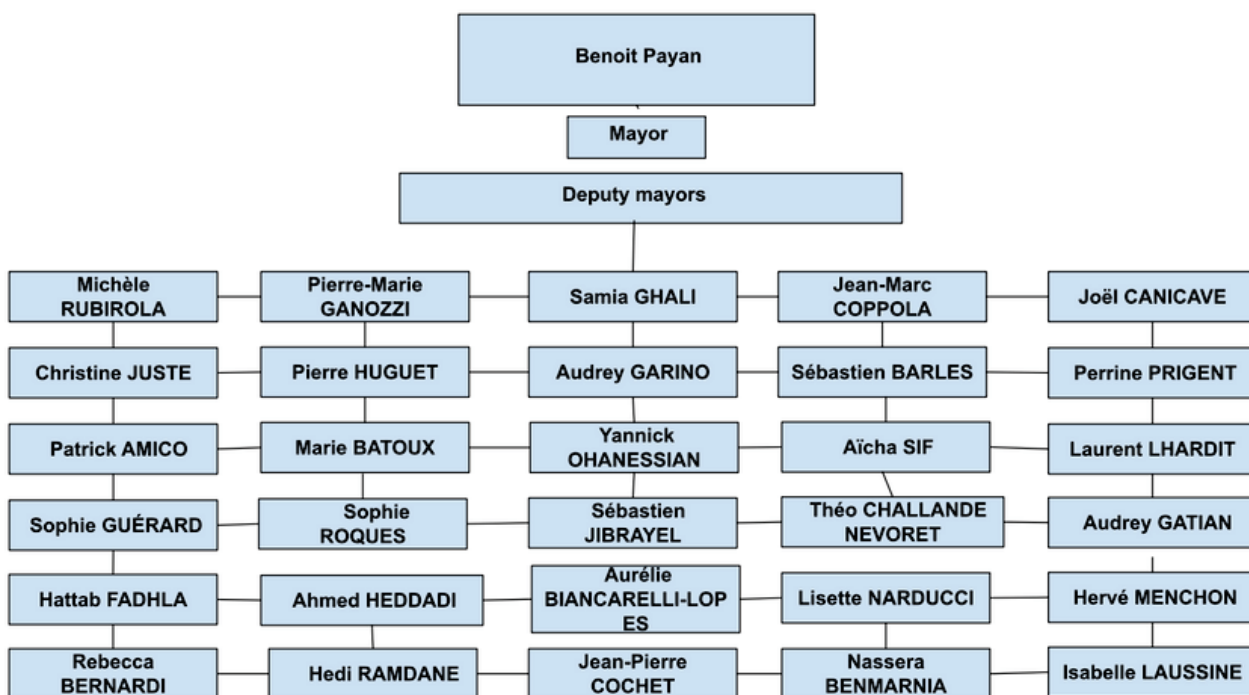 Benoit Payan
Mayor
Deputy mayors
Michèle
RUBIROLA
Pierre-Marie
GANOZZI
Samia GHALI
Jean-Marc
COPPOLA
Joël CANICAVE
Christine JUSTE
Pierre HUGUET
Audrey GARINO
Sébastien BARLES
Perrine PRIGENT
Patrick AMICO
Marie BATOUX
Yannick
OHANESSIAN
Aïcha SIF
Laurent LHARDIT
Sophie GUÉRARD
Sophie
ROQUES
Sébastien
JIBRAYEL
Théo CHALLANDE
NEVORET
Audrey GATIAN
Hattab FADHLA
Ahmed HEDDADI
Aurélie
BIANCARELLI-LOP
ES
Lisette NARDUCCI
Hervé MENCHON
Rebecca
BERNARDI
Hedi RAMDANE
Jean-Pierre
COCHET
Nassera
BENMARNIA
Isabelle LAUSSINE